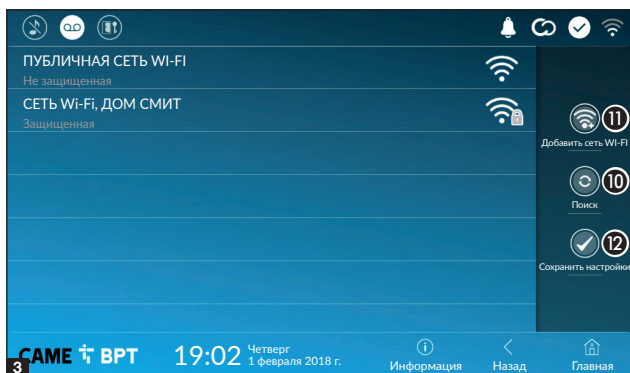 ПУБЛИЧНАЯ СЕТЬ WI-FI
Не защищенная
СЕТЬ Wi-Fi, ДОМ СМИТ
Защищенная
11
Добавить сеть WI-FI
10
Поиск
12
Сохранить настройки
3
CAME BPT
19:02
Четверг
1 февраля 2018 г.
Информация
Назад
Главная